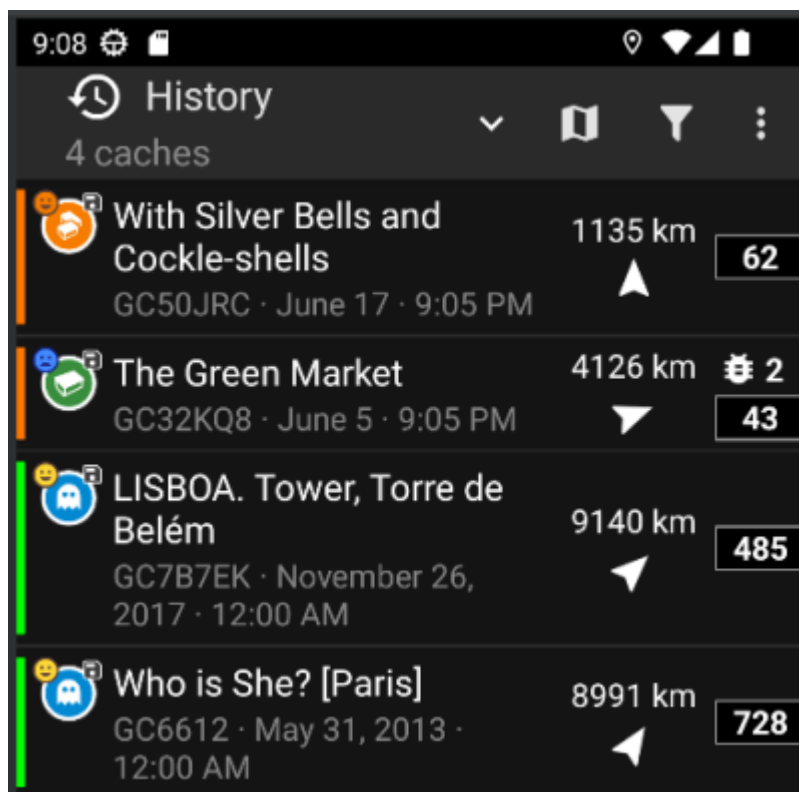 9:08
History
4 caches
With Silver Bells and
Cockle-shells
GC50JRC · June 17 · 9:05 PM
1135 km
62
The Green Market
GC32KQ8 · June 5 · 9:05 PM
4126 km
2
43
LISBOA. Tower, Torre de
Belém
GC7B7EK · November 26,
2017 · 12:00 AM
9140 km
485
Who is She? [Paris]
GC6612 · May 31, 2013 ·
12:00 AM
8991 km
728